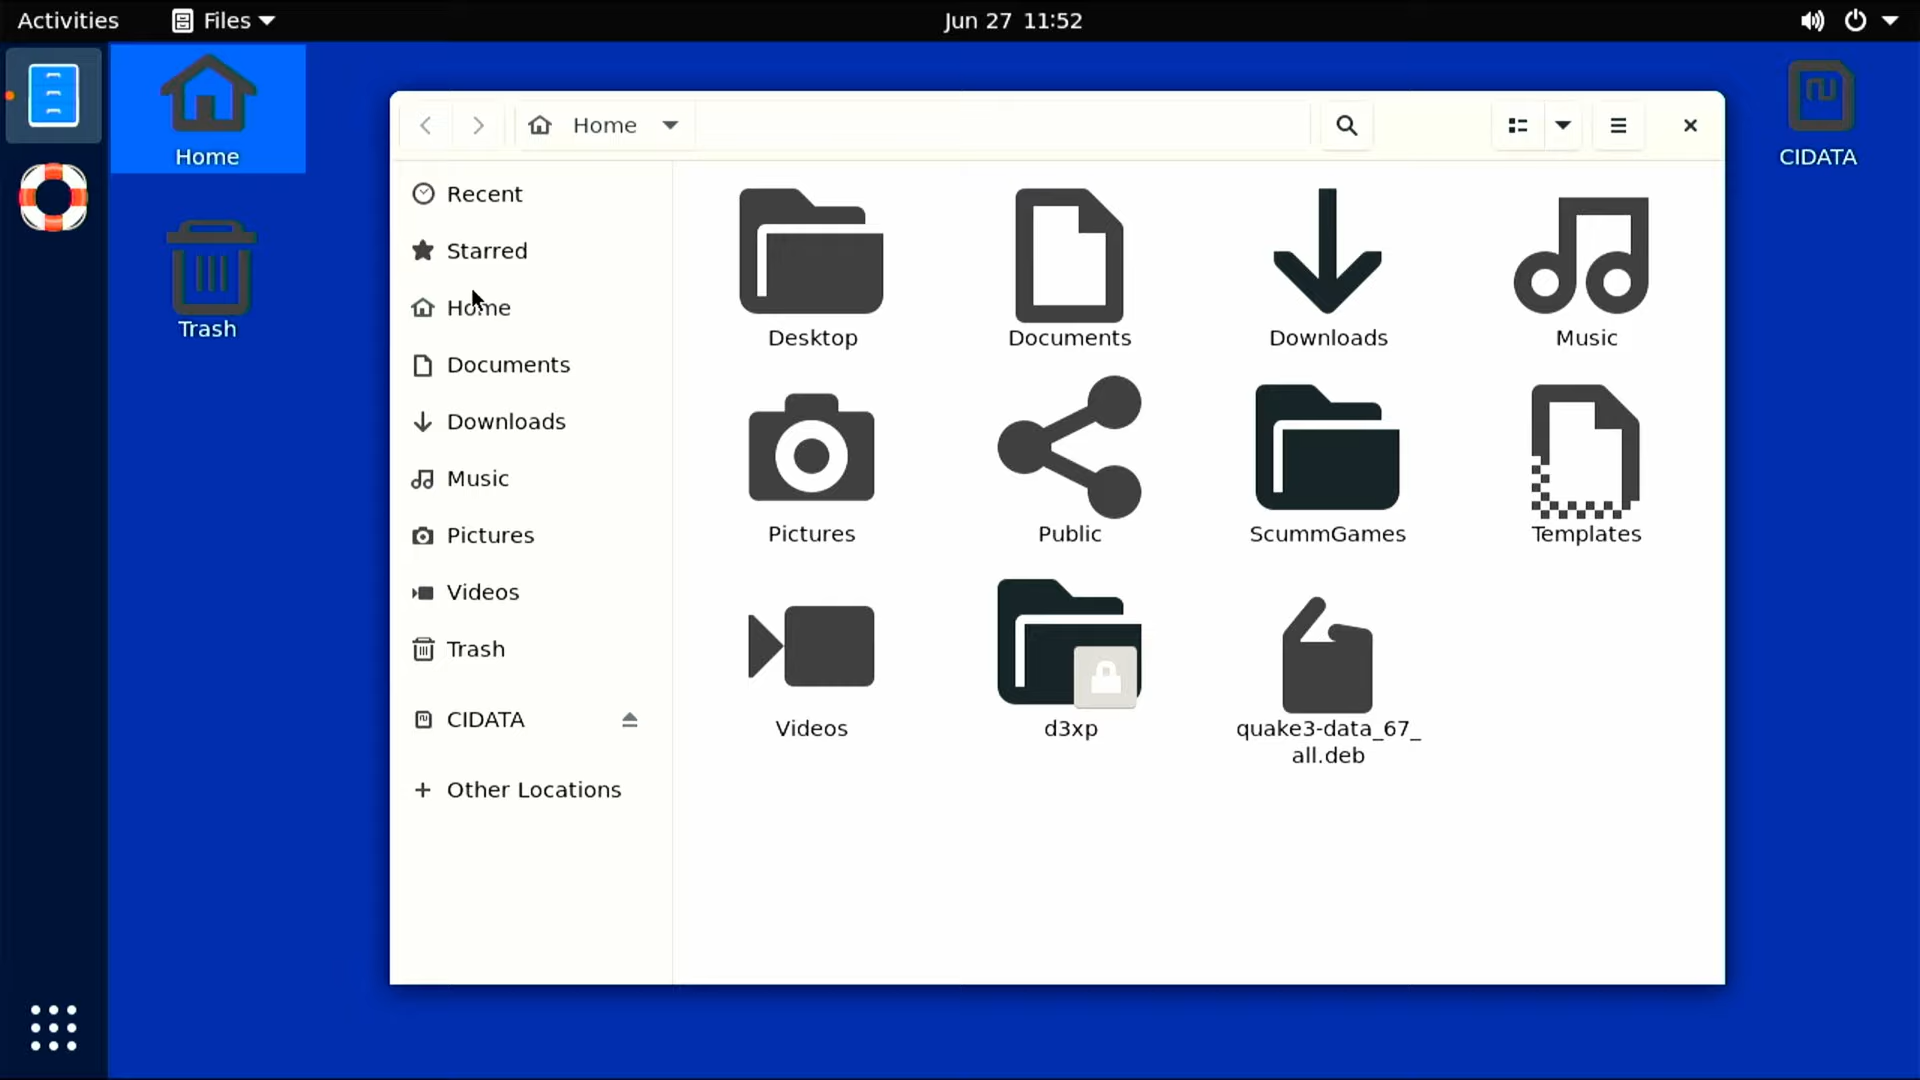 Activities
Files
Jun 27 11:52
Home
Trash
CIDATA
Home
Recent
Starred
Home
Documents
Downloads
Music
Pictures
Videos
Trash
CIDATA
Other Locations
Desktop
Documents
Downloads
Music
Pictures
Public
ScummGames
Templates
Videos
d3xp
quake3-data_67_
all.deb